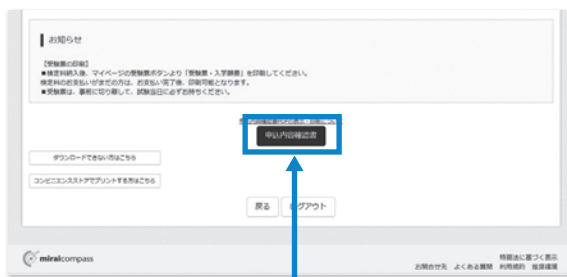 お知らせ
【受験票の印刷】
■検定料納入後、マイページの受験票ボタンより「受験票・入学願書」を印刷してください。
検定料のお支払いがまだの方は、お支払い完了後、印刷可能となります。
■受験票は、事前に切り離して、試験当日に必ずお持ちください。
申込内容確認書
ダウンロードできない方はこちら
コンビニエンスストアでプリントする方はこちら
戻る
ログアウト
miraicompass
特商法に基づく表示
お問合せ先 よくある質問 利用規約 推奨環境